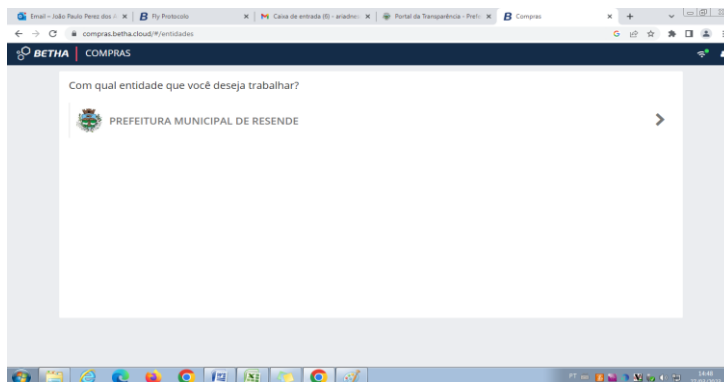 Email – João Paulo Perez dos
Fly Protocolo
Caixa de entrada (6) - ariadne
Portal da Transparência - Prefe
Compras
compras.betha.cloud/#/entidades
BETHA COMPRAS
Com qual entidade que você deseja trabalhar?
PREFEITURA MUNICIPAL DE RESENDE
PT
14:48